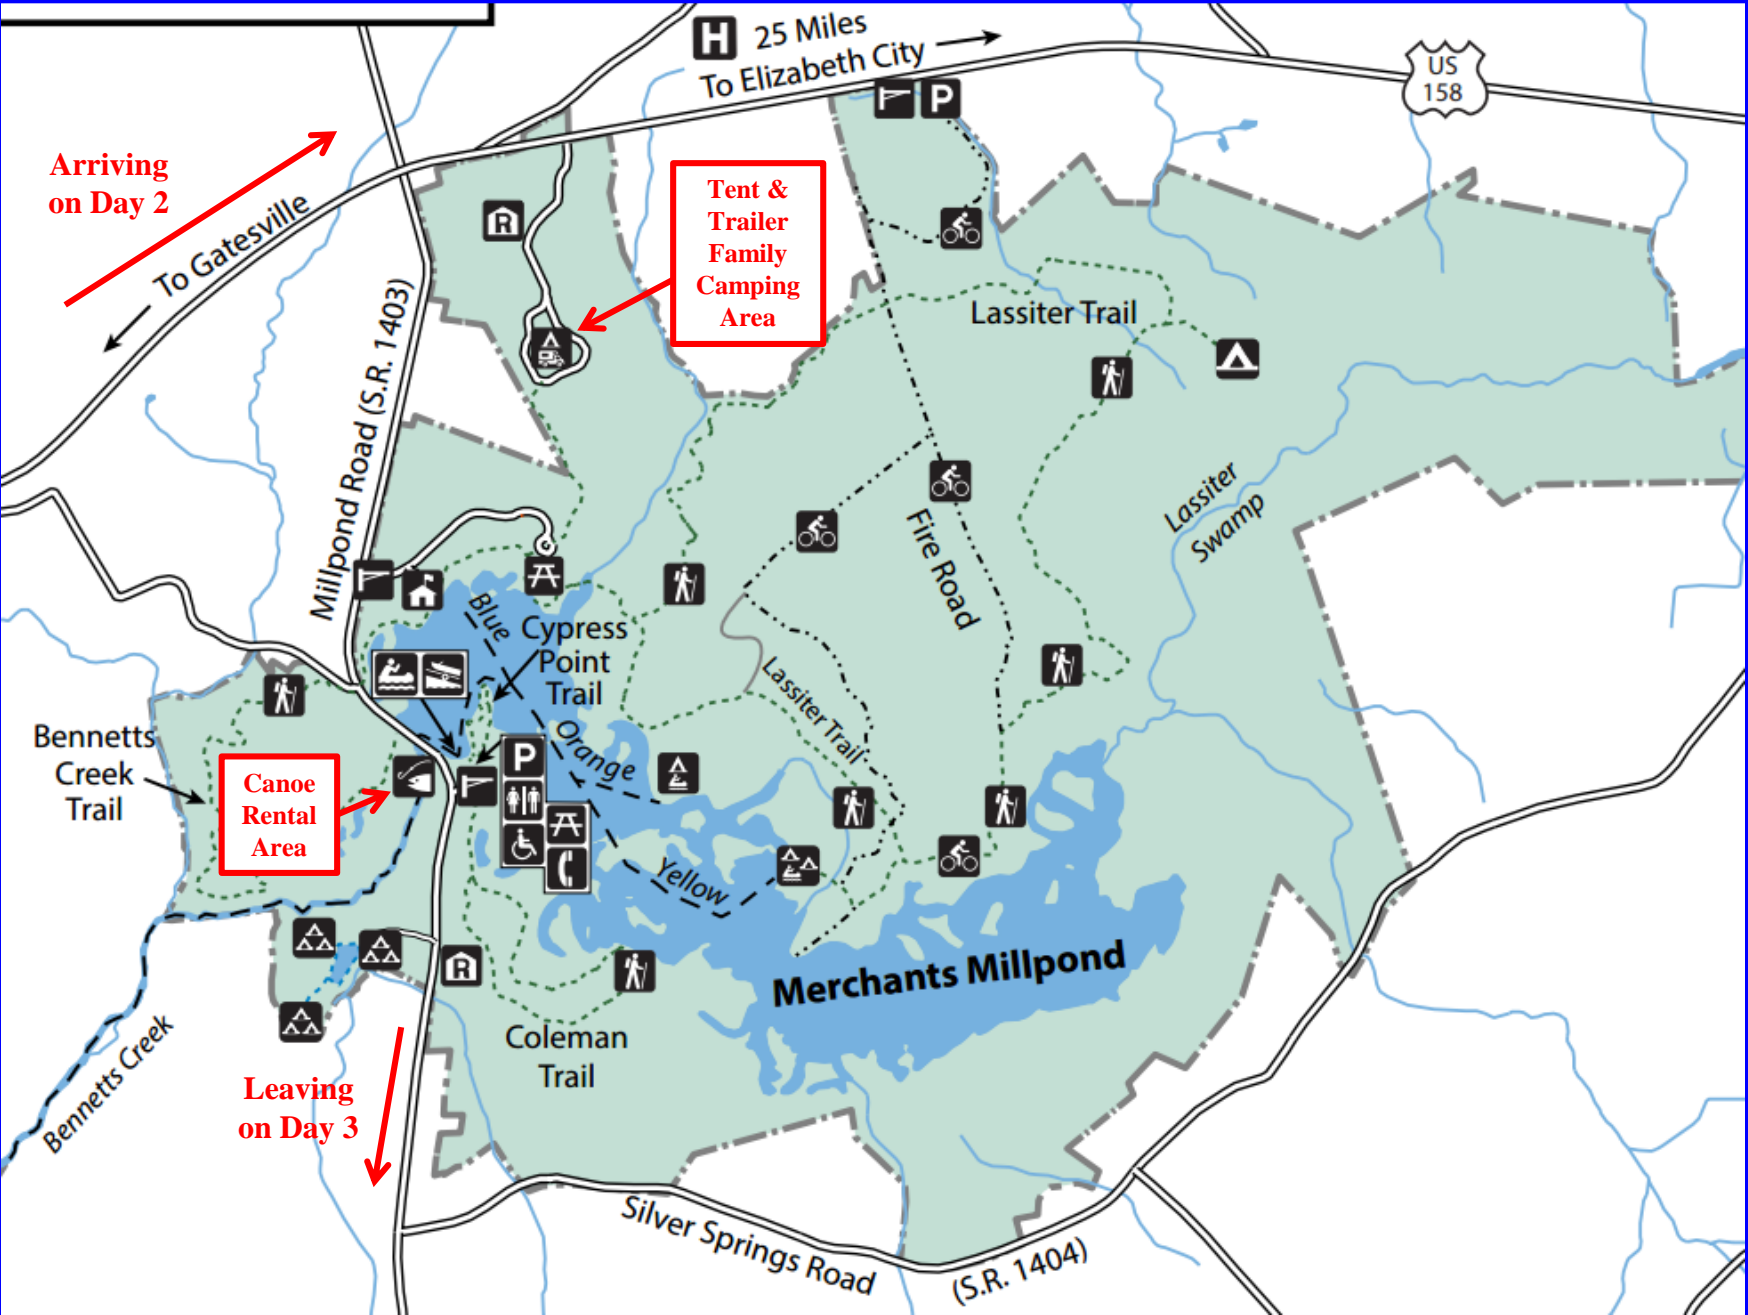 H
25 Miles
To Elizabeth City
US
158
P
Arriving
on Day 2
To Gatesville
R
Tent &
Trailer
Family
Camping
Area
Lassiter Trail
Millpond Road (S.R. 1403)
Lassiter
Swamp
Fire Road
Blue
Cypress
Point
Trail
Lassiter Trail
Bennetts
Creek
Trail
Orange
P
Canoe
Rental
Area
Yellow
R
Merchants Millpond
Coleman
Trail
Bennetts Creek
Leaving
on Day 3
Silver Springs Road
(S.R. 1404)